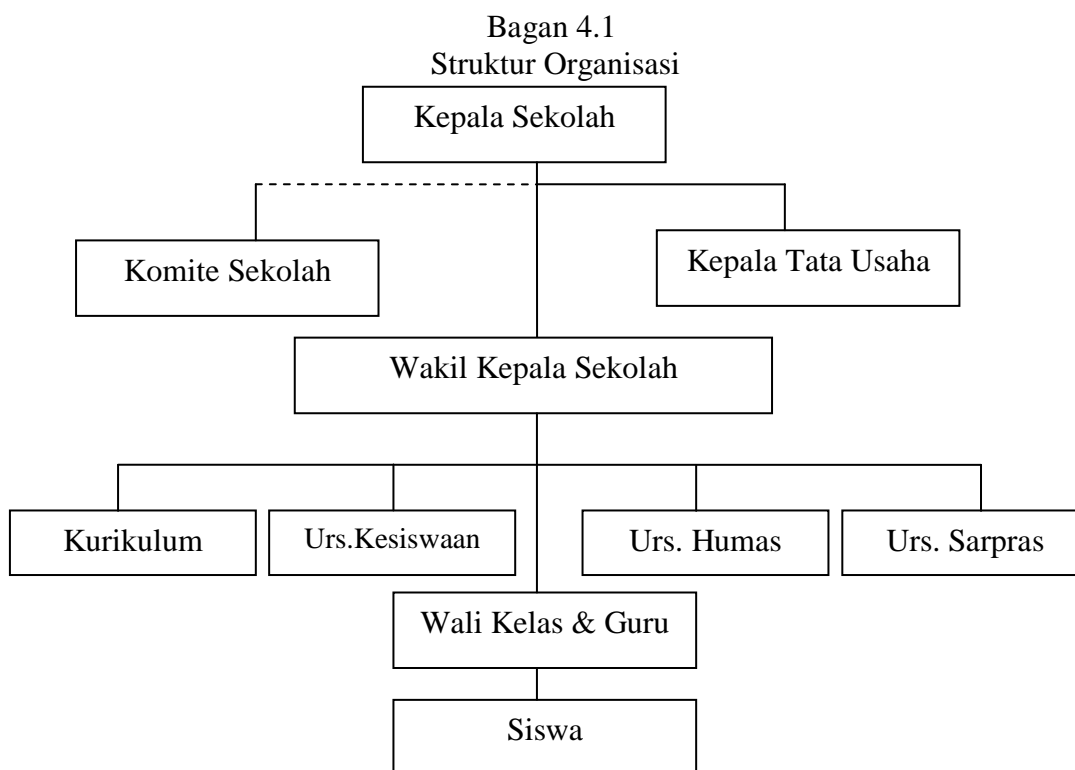 Bagan 4.1
Struktur Organisasi
Kepala Sekolah
Komite Sekolah
Kepala Tata Usaha
Wakil Kepala Sekolah
Kurikulum
Urs.Kesiswaan
Urs. Humas
Urs. Sarpras
Wali Kelas & Guru
Siswa